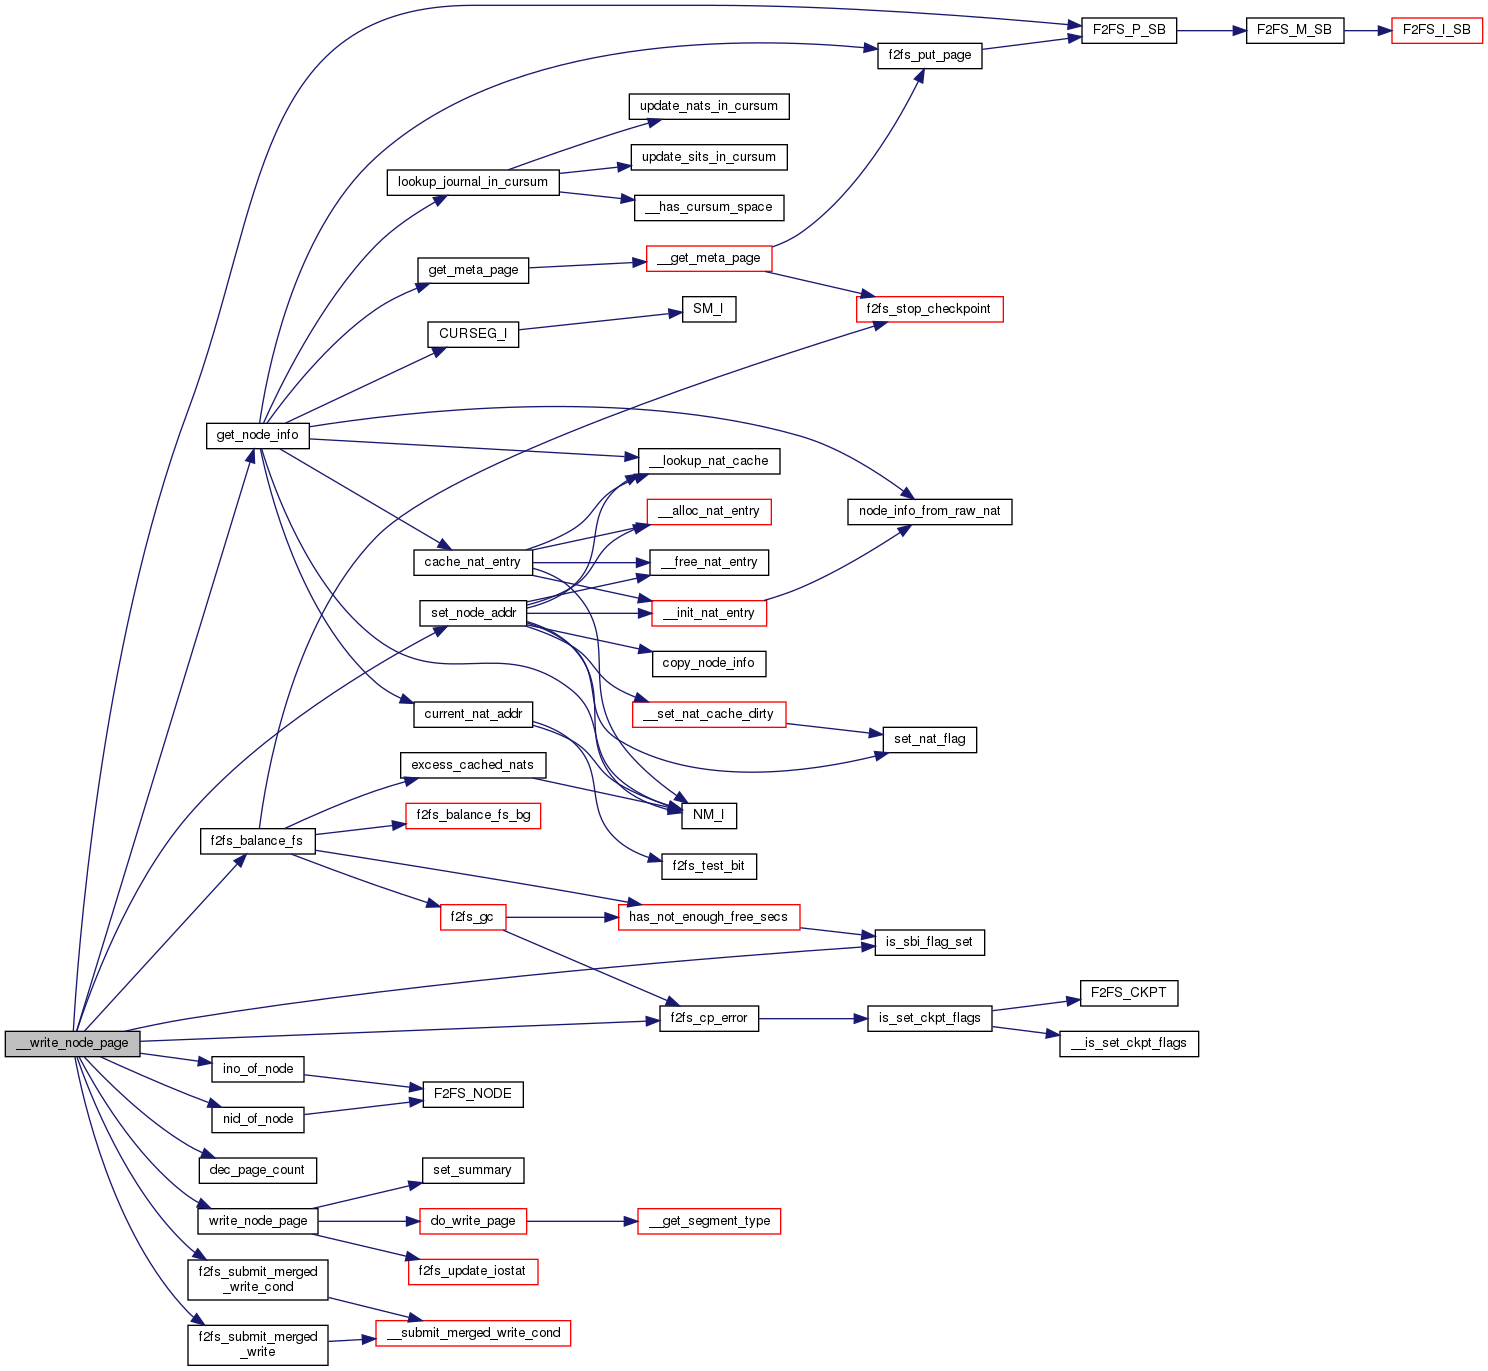 F2FS_P_SB
F2FS_M_SB
F2FS_I_SB
f2fs_put_page
update_nats_in_cursum
update_sits_in_cursum
lookup_journal_in_cursum
__has_cursum_space
get_meta_page
__get_meta_page
SM_I
f2fs_stop_checkpoint
CURSEG_I
get_node_info
__lookup_nat_cache
__alloc_nat_entry
node_info_from_raw_nat
cache_nat_entry
__free_nat_entry
set_node_addr
__init_nat_entry
copy_node_info
current_nat_addr
__set_nat_cache_dirty
set_nat_flag
excess_cached_nats
f2fs_balance_fs_bg
NM_I
f2fs_balance_fs
f2fs_test_bit
f2fs_gc
has_not_enough_free_secs
is_sbi_flag_set
F2FS_CKPT
f2fs_cp_error
is_set_ckpt_flags
__write_node_page
__is_set_ckpt_flags
ino_of_node
F2FS_NODE
nid_of_node
dec_page_count
set_summary
write_node_page
do_write_page
__get_segment_type
f2fs_update_iostat
f2fs_submit_merged
_write_cond
__submit_merged_write_cond
f2fs_submit_merged
_write